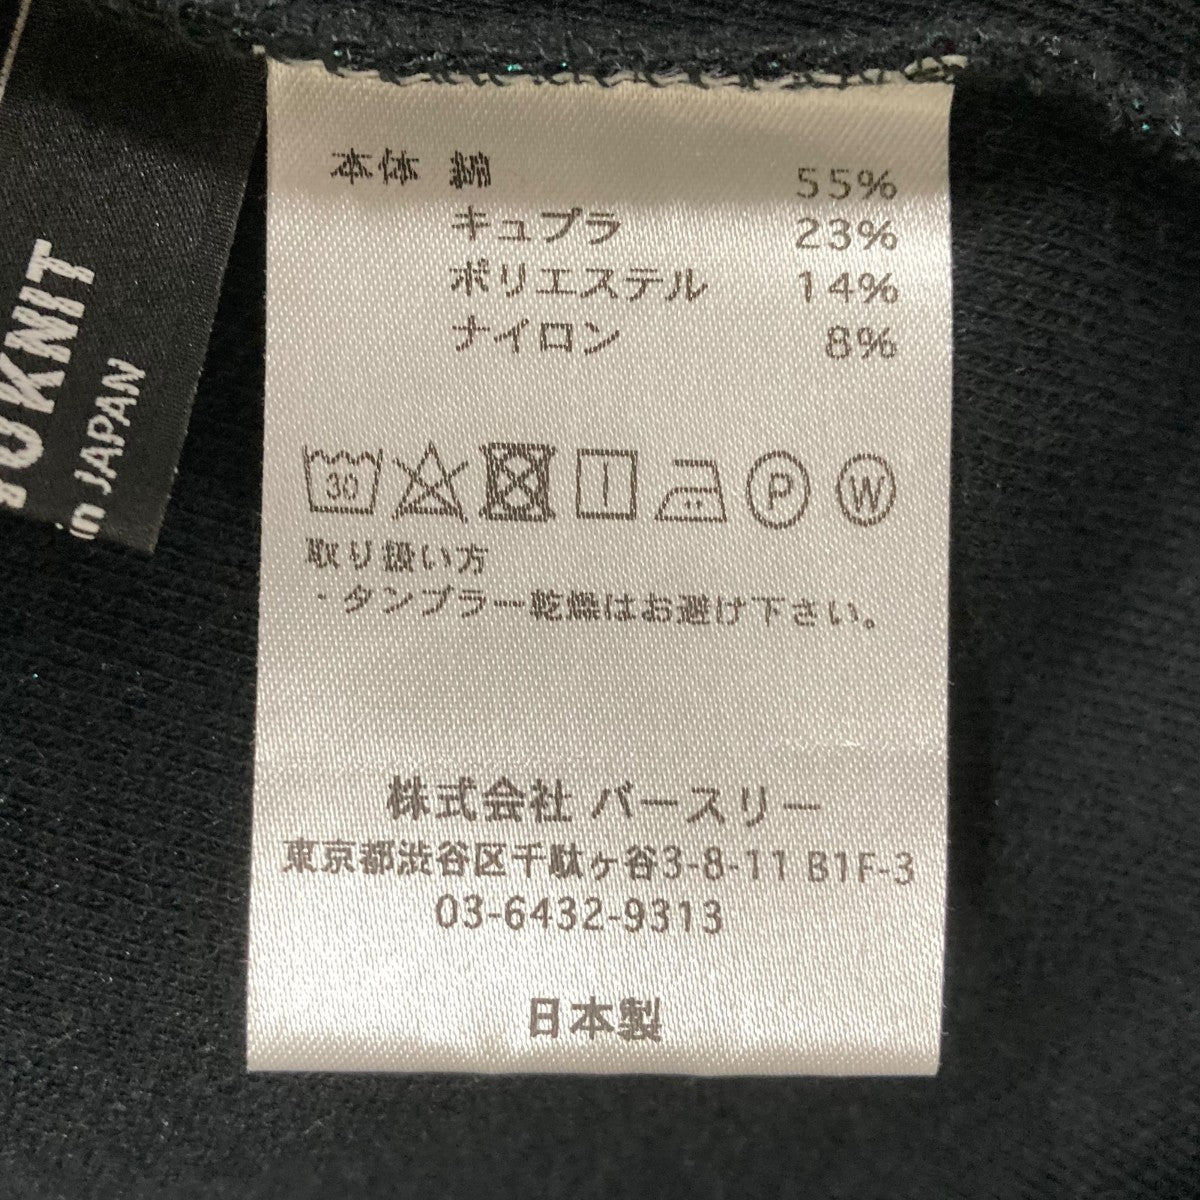 本体 綿 55%
キュプラ 23%
ポリエステル 14%
ナイロン 8%
30
P
W
取り扱い方
・タンブラー乾燥はお避け下さい。
株式会社 バースリー
東京都渋谷区千駄ヶ谷3-8-11 B1F-3
03-6432-9313
日本製
in JAPAN